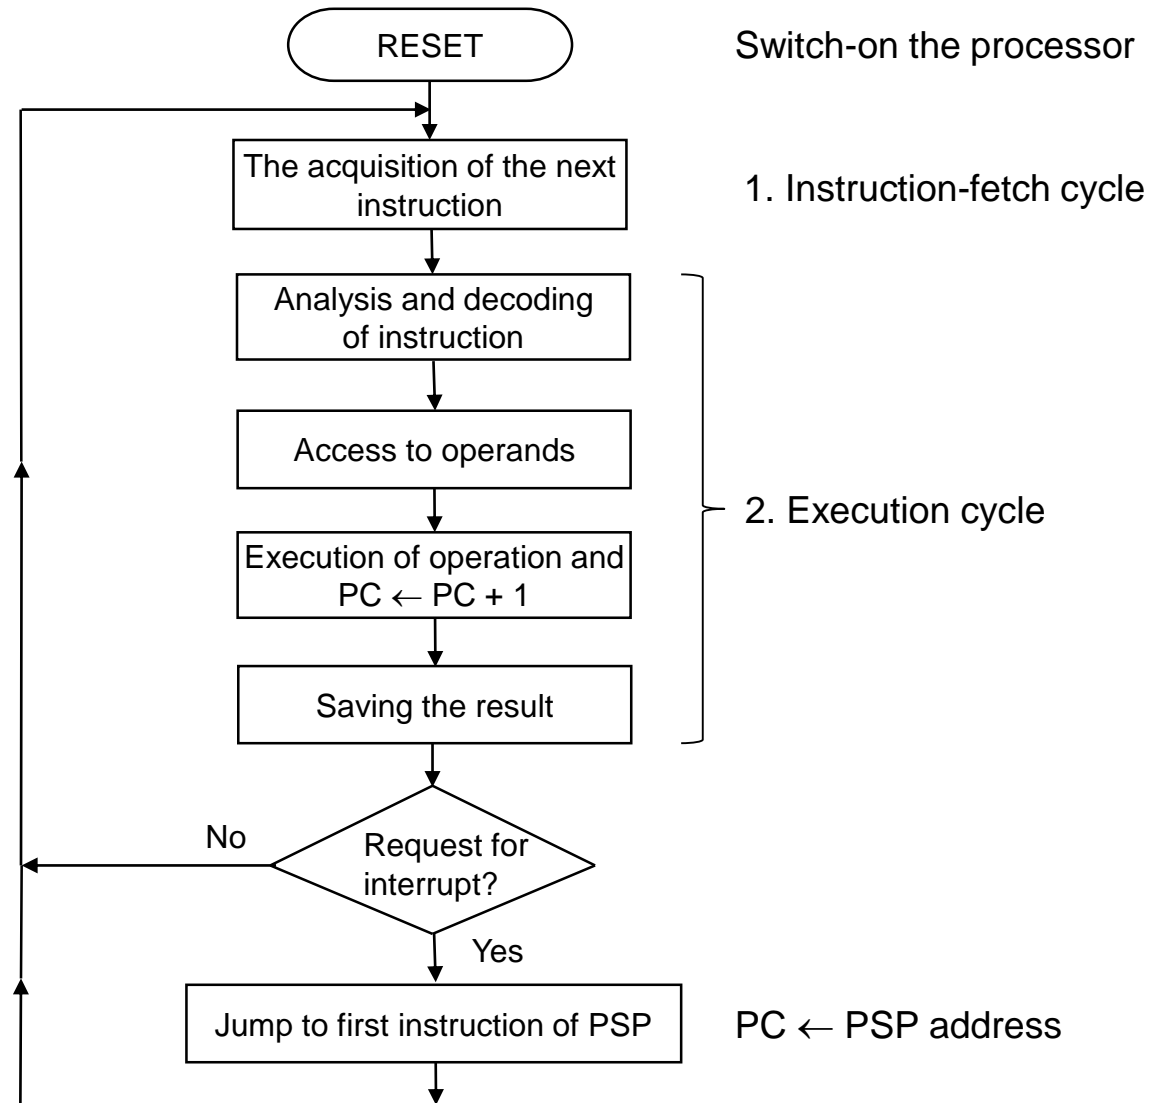 RESET
Switch-on the processor
The acquisition of the next
instruction
1. Instruction-fetch cycle
Analysis and decoding
of instruction
Access to operands
2. Execution cycle
Execution of operation and
PC ← PC + 1
Saving the result
No
Request for
interrupt?
Yes
Jump to first instruction of PSP
PC ← PSP address